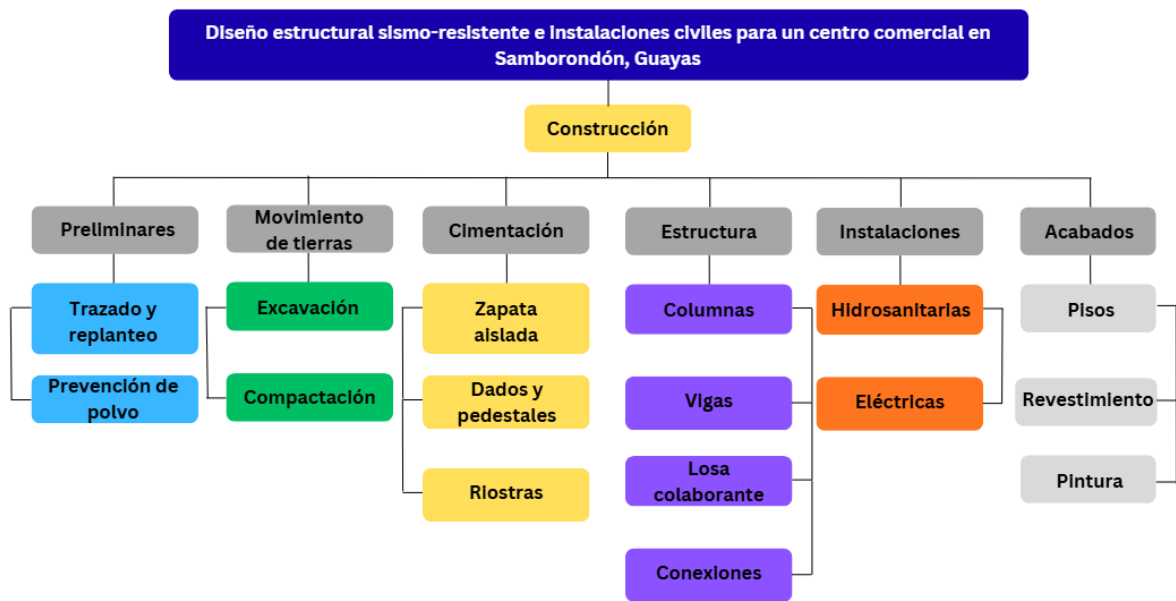 Diseño estructural sismo-resistente e instalaciones civiles para un centro comercial en
Samborondón, Guayas
Construcción
Preliminares
Movimiento
de tierras
Cimentación
Estructura
Instalaciones
Acabados
Trazado y
replanteo
Prevención de
polvo
Excavación
Compactación
Zapata
aislada
Dados y
pedestales
Riostras
Columnas
Vigas
Losa
colaborante
Conexiones
Hidrosanitarias
Eléctricas
Pisos
Revestimiento
Pintura